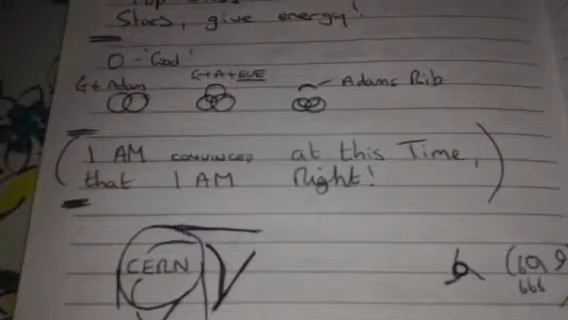 Stars, give energy!
O - 'God'
G+Adam G+A+EVE Adams Rib
(I AM CONVINCED at this Time,
that I AM Right!)
CERN
666